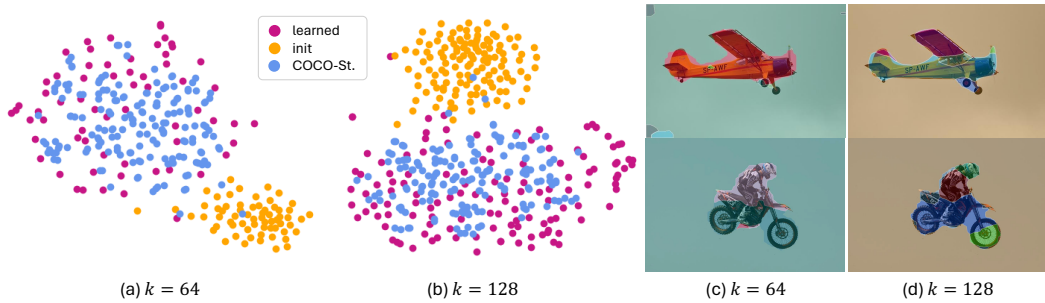 learned
init
COCO-St.
SP-AWF
SP-AWF
(a) k = 64
(b) k = 128
(c) k = 64
(d) k = 128